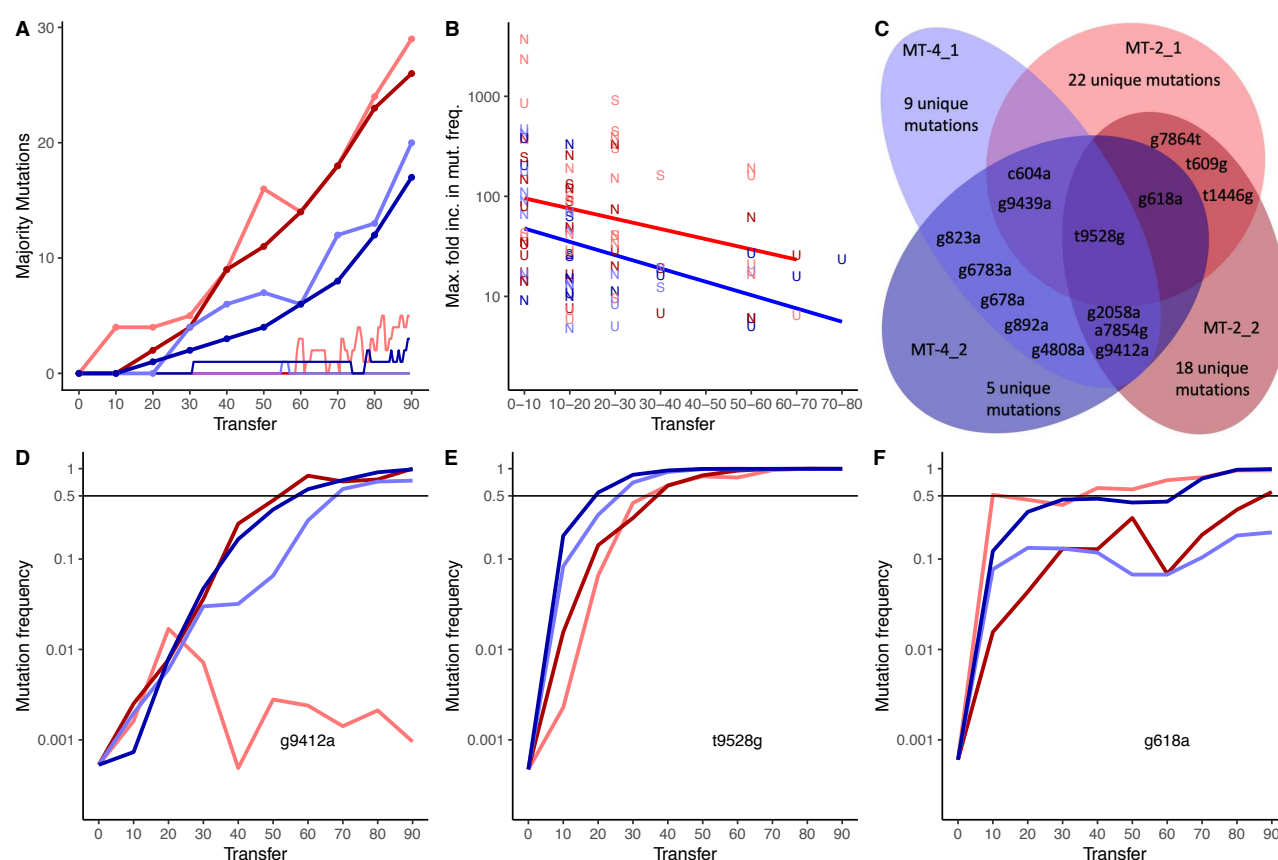 A
Majority Mutations
30
20
10
0
0 10 20 30 40 50 60 70 80 90
Transfer
B
Max. fold inc. in mut. freq.
1000
100
10
0−10 10−20 20−30 30−40 40−50 50−60 60−70 70−80
Transfer
C
MT-4_1
MT-2_1
22 unique mutations
9 unique
mutations
g7864t
t609g
t1446g
c604a
g9439a
g618a
g823a
t9528g
g6783a
g678a
g892a
g4808a
g2058a
a7854g
g9412a
MT-4_2
MT-2_2
5 unique
mutations
18 unique
mutations
D
Mutation frequency
1
0.5
0.1
0.01
0.001
g9412a
0 10 20 30 40 50 60 70 80 90
Transfer
E
Mutation frequency
1
0.5
0.1
0.01
0.001
t9528g
0 10 20 30 40 50 60 70 80 90
Transfer
F
Mutation frequency
1
0.5
0.1
0.01
0.001
g618a
0 10 20 30 40 50 60 70 80 90
Transfer